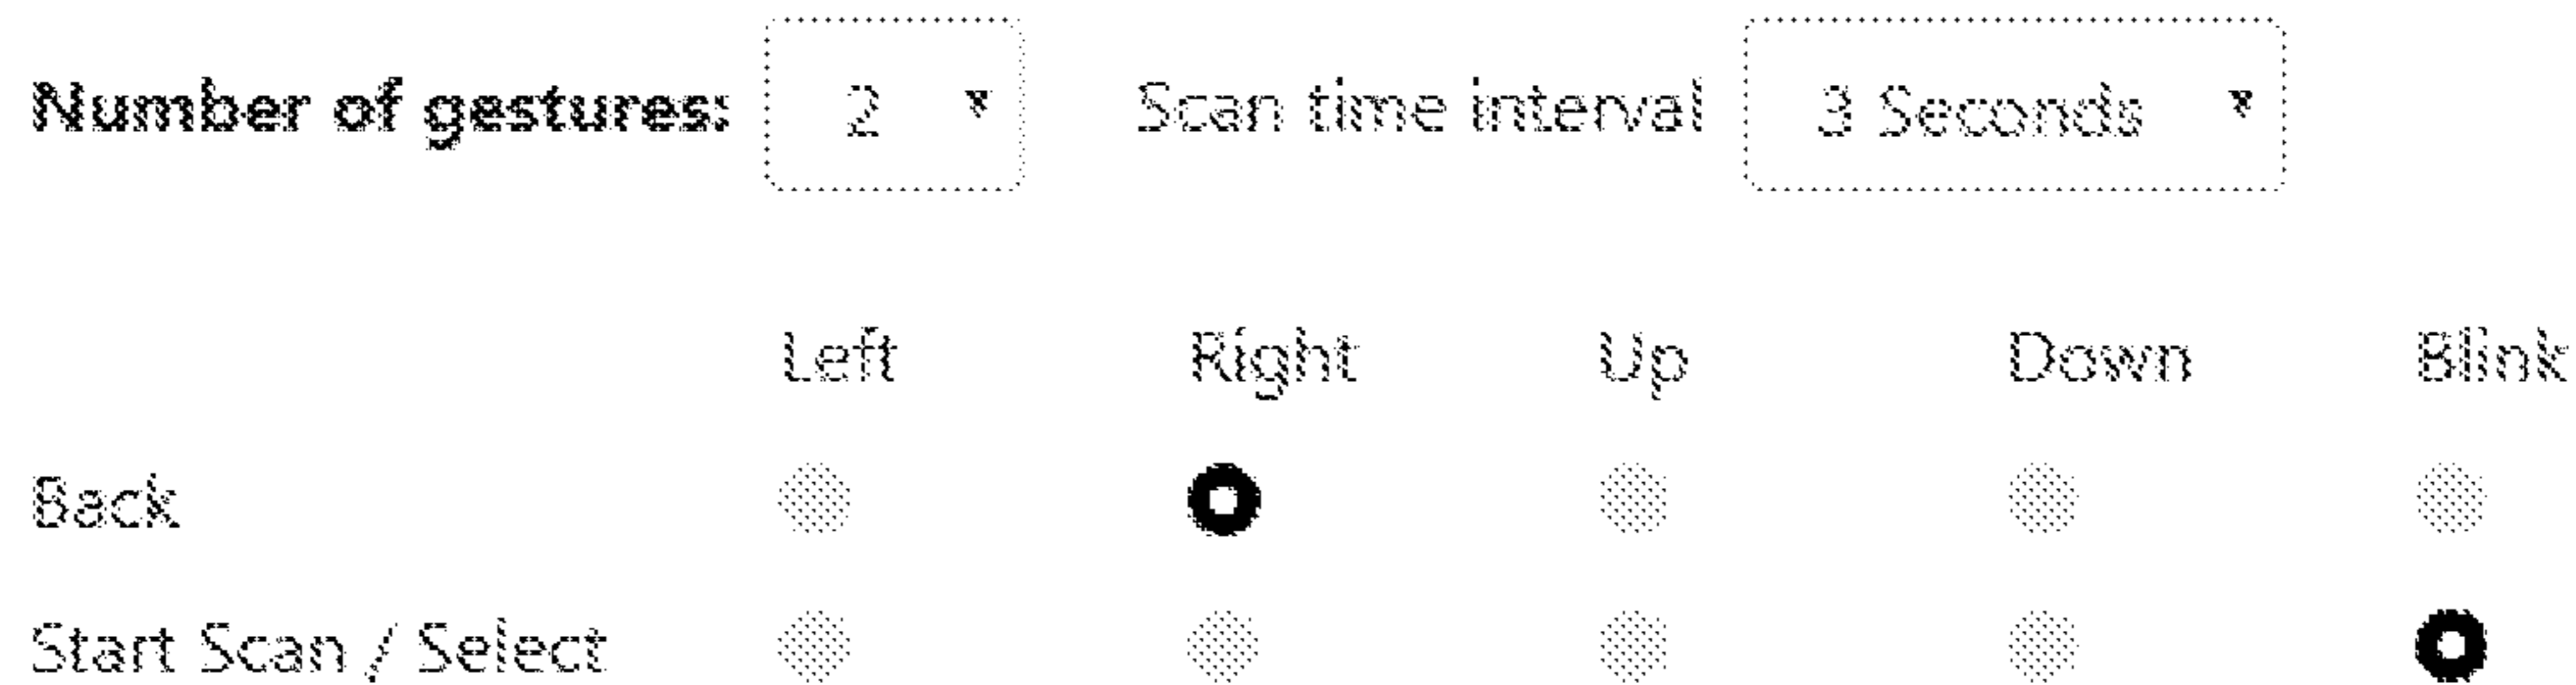 Number of gestures: 2 Scan time interval 3 Seconds
Left Right Up Down Blink
Back
Start Scan / Select